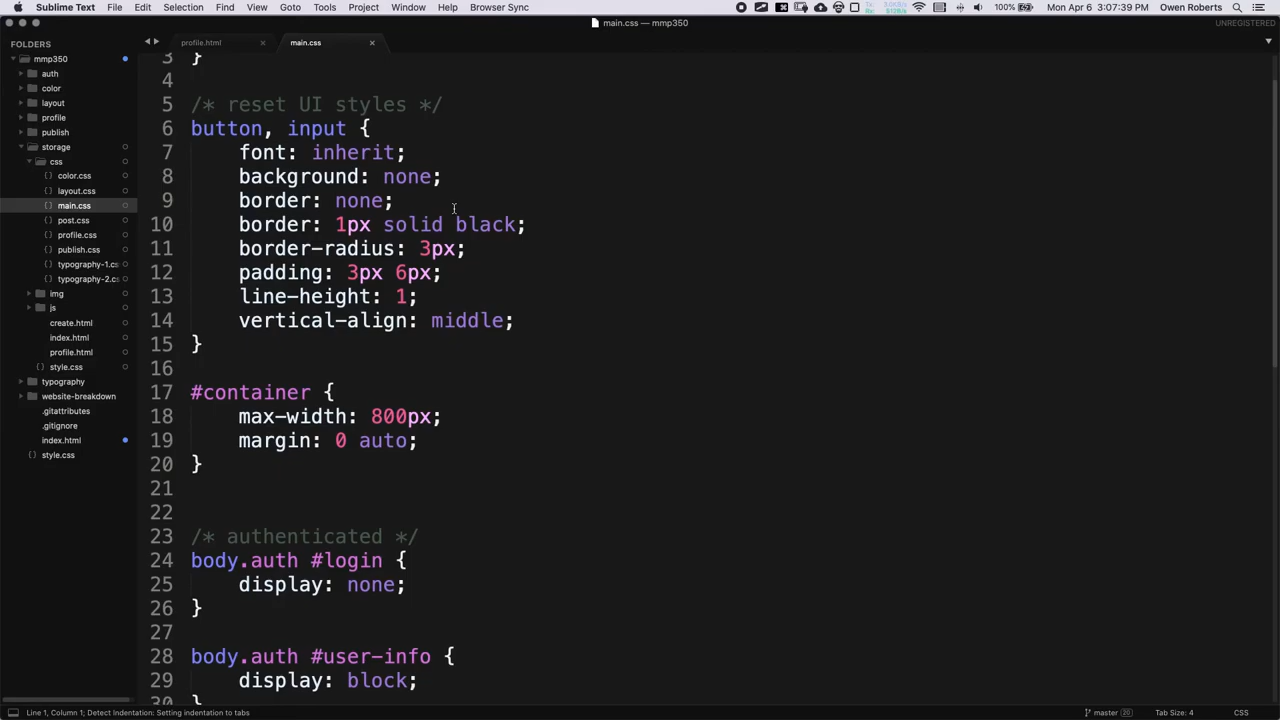 Sublime Text File Edit Selection Find View Goto Tools Project Window Help Browser Sync 100% Mon Apr 6 3:07:39 PM Owen Roberts
main.css — mmp350 UNREGISTERED
FOLDERS
mmp350
auth
color
layout
profile
publish
storage
css
color.css
layout.css
main.css
post.css
profile.css
publish.css
typography-1.cs
typography-2.cs
img
js
create.html
index.html
profile.html
style.css
typography
website-breakdown
.gitattributes
.gitignore
index.html
style.css
profile.html main.css
3 }
4
5 /* reset UI styles */
6 button, input {
7 font: inherit;
8 background: none;
9 border: none;
10 border: 1px solid black;
11 border-radius: 3px;
12 padding: 3px 6px;
13 line-height: 1;
14 vertical-align: middle;
15 }
16
17 #container {
18 max-width: 800px;
19 margin: 0 auto;
20 }
21
22
23 /* authenticated */
24 body.auth #login {
25 display: none;
26 }
27
28 body.auth #user-info {
29 display: block;
30 }
Line 1, Column 1; Detect Indentation: Setting indentation to tabs master 20 Tab Size: 4 CSS